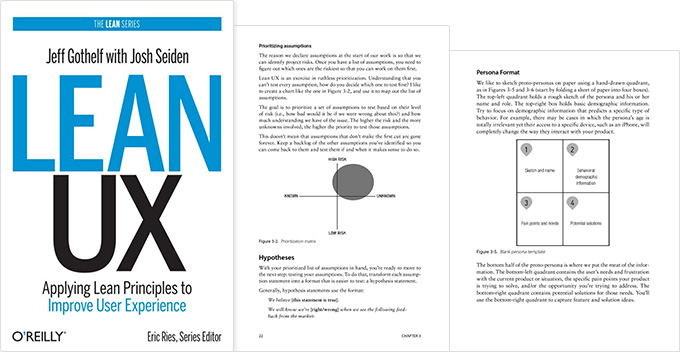 THE LEAN SERIES
Jeff Gothelf with Josh Seiden
LEAN
UX
Applying Lean Principles to
Improve User Experience
O'REILLY®
Eric Ries, Series Editor
Prioritizing assumptions
The reason we declare assumptions at the start of our work is so that we
can identify project risks. Once you have a list of assumptions, you need to
figure out which ones are the riskiest so that you can work on them first.
Lean UX is an exercise in ruthless prioritization. Understanding that you
can't test every assumption, how do you decide which one to test first? I like
to create a chart like the one in Figure 3-2, and use it to map out the list of
assumptions.
The goal is to prioritize a set of assumptions to test based on their level
of risk (i.e., how bad would it be if we were wrong about this?) and how
much understanding we have of the issue. The higher the risk and the more
unknowns involved, the higher the priority to test those assumptions.
This doesn't mean that assumptions that don't make the first cut are gone
forever. Keep a backlog of the other assumptions you've identified so you
can come back to them and test them if and when it makes sense to do so.
HIGH RISK
KNOWN
UNKNOWN
LOW RISK
Figure 3-2. Prioritization matrix
Hypotheses
With your prioritized list of assumptions in hand, you're ready to move to
the next step: testing your assumptions. To do that, transform each assump-
tion statement into a format that is easier to test: a hypothesis statement.
Generally, hypothesis statements use the format:
We believe [this statement is true].
We will know we're [right/wrong] when we see the following feed-
back from the market:
22
CHAPTER 3
Persona Format
We like to sketch proto-personas on paper using a hand-drawn quadrant,
as in Figures 3-5 and 3-6 (start by folding a sheet of paper into four boxes).
The top-left quadrant holds a rough sketch of the persona and his or her
name and role. The top-right box holds basic demographic information.
Try to focus on demographic information that predicts a specific type of
behavior. For example, there may be cases in which the persona's age is
totally irrelevant yet their access to a specific device, such as an iPhone, will
completely change the way they interact with your product.
1
2
Sketch and name
Behavioral
demographic
information
3
4
Pain points and needs
Potential solutions
Figure 3-5. Blank persona template
The bottom half of the proto-persona is where we put the meat of the infor-
mation. The bottom-left quadrant contains the user's needs and frustration
with the current product or situation, the specific pain points your product
is trying to solve, and/or the opportunity you're trying to address. The
bottom-right quadrant contains potential solutions for those needs. You'll
use the bottom-right quadrant to capture feature and solution ideas.